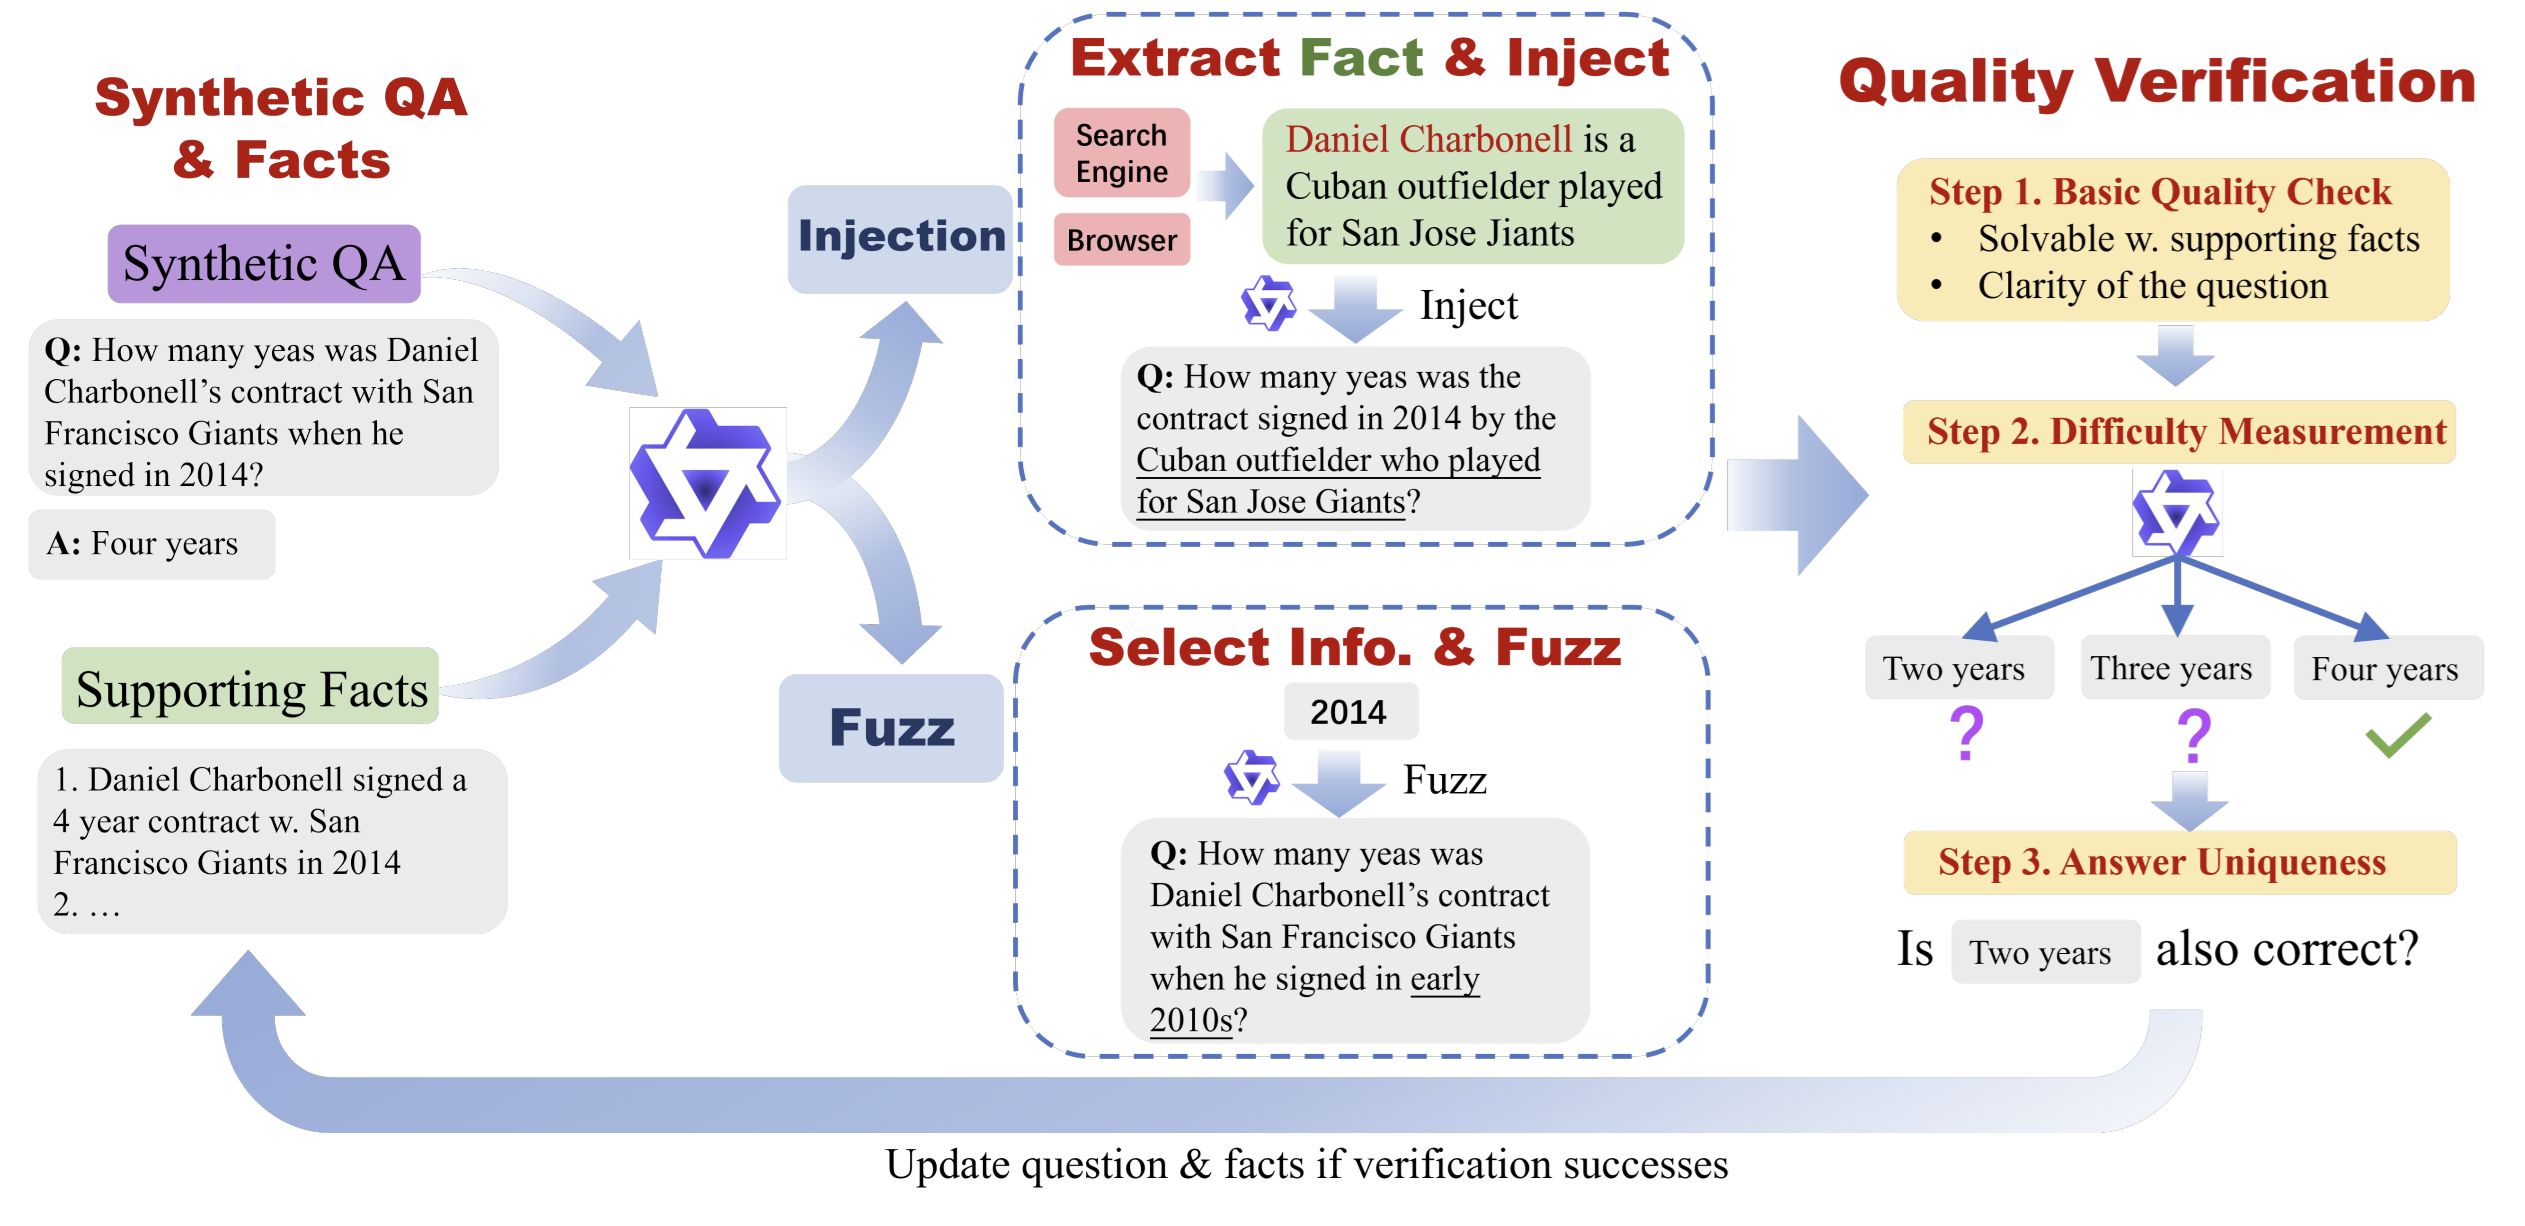 Synthetic QA
& Facts
Synthetic QA
Q: How many yeas was Daniel
Charbonell’s contract with San
Francisco Giants when he
signed in 2014?
A: Four years
Supporting Facts
1. Daniel Charbonell signed a
4 year contract w. San
Francisco Giants in 2014
2. …
Injection
Fuzz
Extract Fact & Inject
Search
Engine
Browser
Daniel Charbonell is a
Cuban outfielder played
for San Jose Jiants
Inject
Q: How many yeas was the
contract signed in 2014 by the
Cuban outfielder who played
for San Jose Giants?
Select Info. & Fuzz
2014
Fuzz
Q: How many yeas was
Daniel Charbonell’s contract
with San Francisco Giants
when he signed in early
2010s?
Quality Verification
Step 1. Basic Quality Check
• Solvable w. supporting facts
• Clarity of the question
Step 2. Difficulty Measurement
Two years
Three years
Four years
?
?
Step 3. Answer Uniqueness
Is Two years also correct?
Update question & facts if verification successes